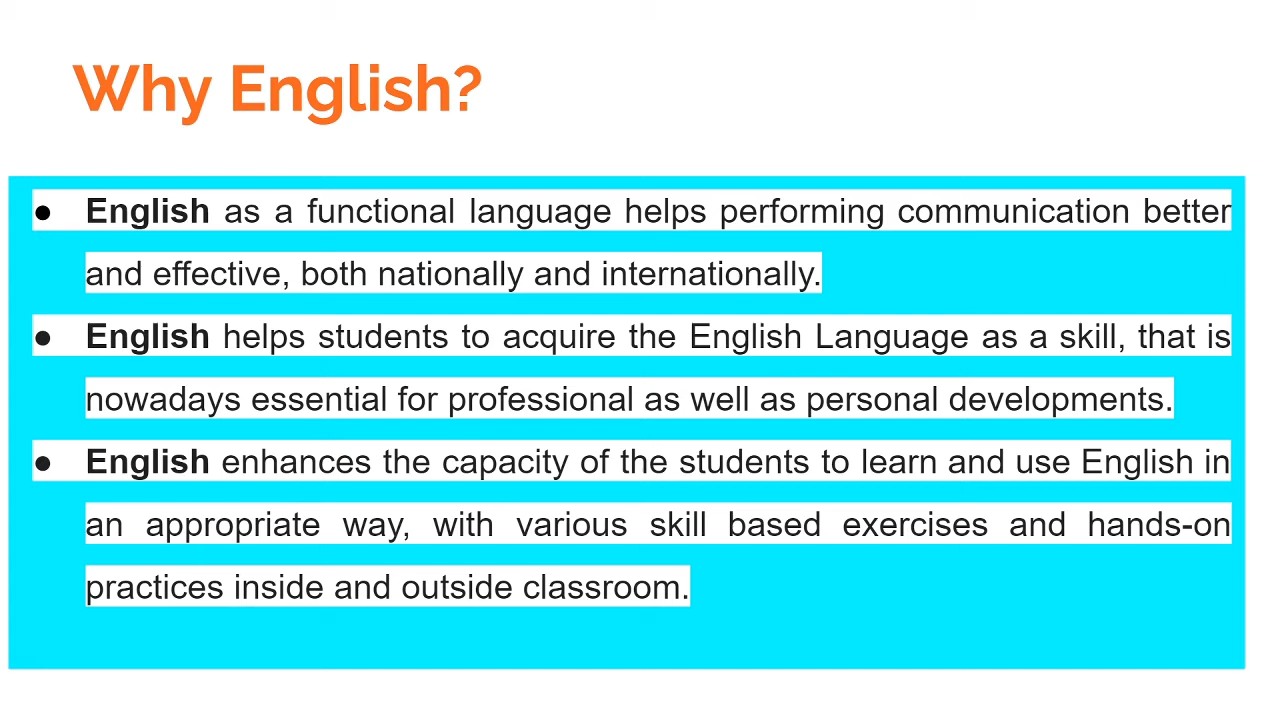 Why English?
● English as a functional language helps performing communication better
and effective, both nationally and internationally.
● English helps students to acquire the English Language as a skill, that is
nowadays essential for professional as well as personal developments.
● English enhances the capacity of the students to learn and use English in
an appropriate way, with various skill based exercises and hands-on
practices inside and outside classroom.